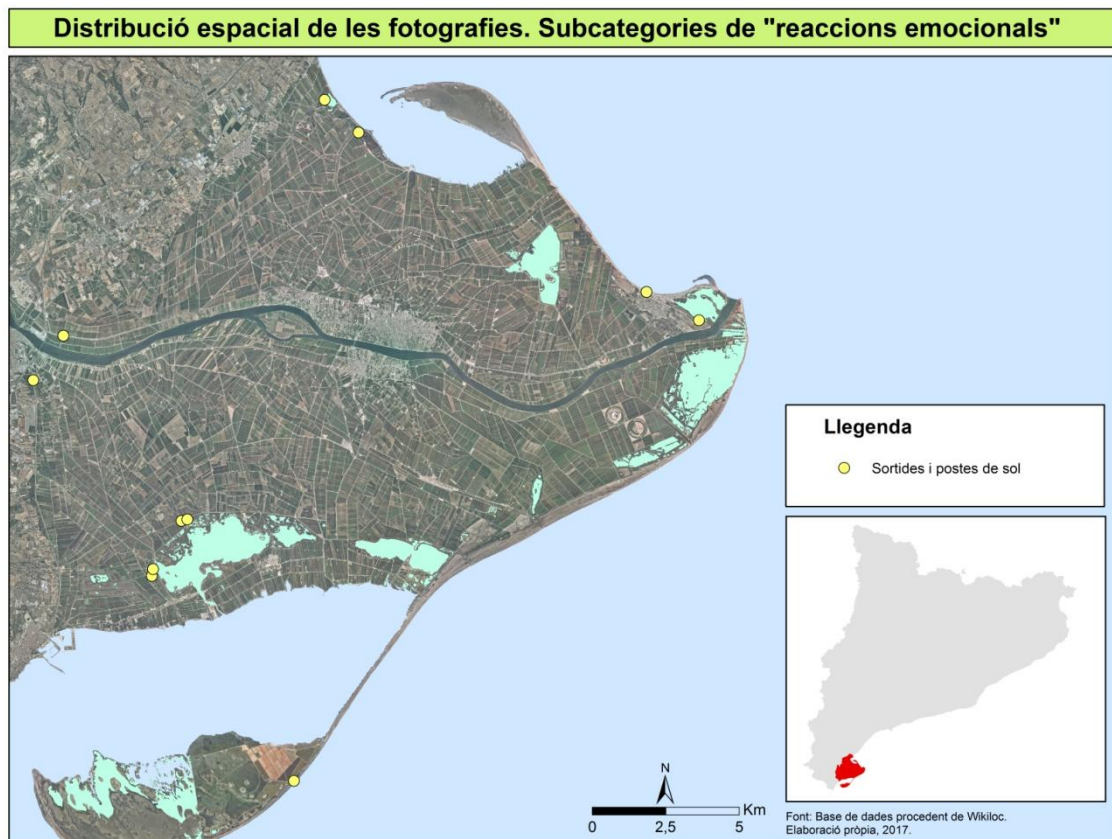 Distribució espacial de les fotografies. Subcategories de "reaccions emocionals"
Llegenda
Sortides i postes de sol
N
Km
0 2,5 5
Font: Base de dades procedent de Wikiloc.
Elaboració pròpia, 2017.